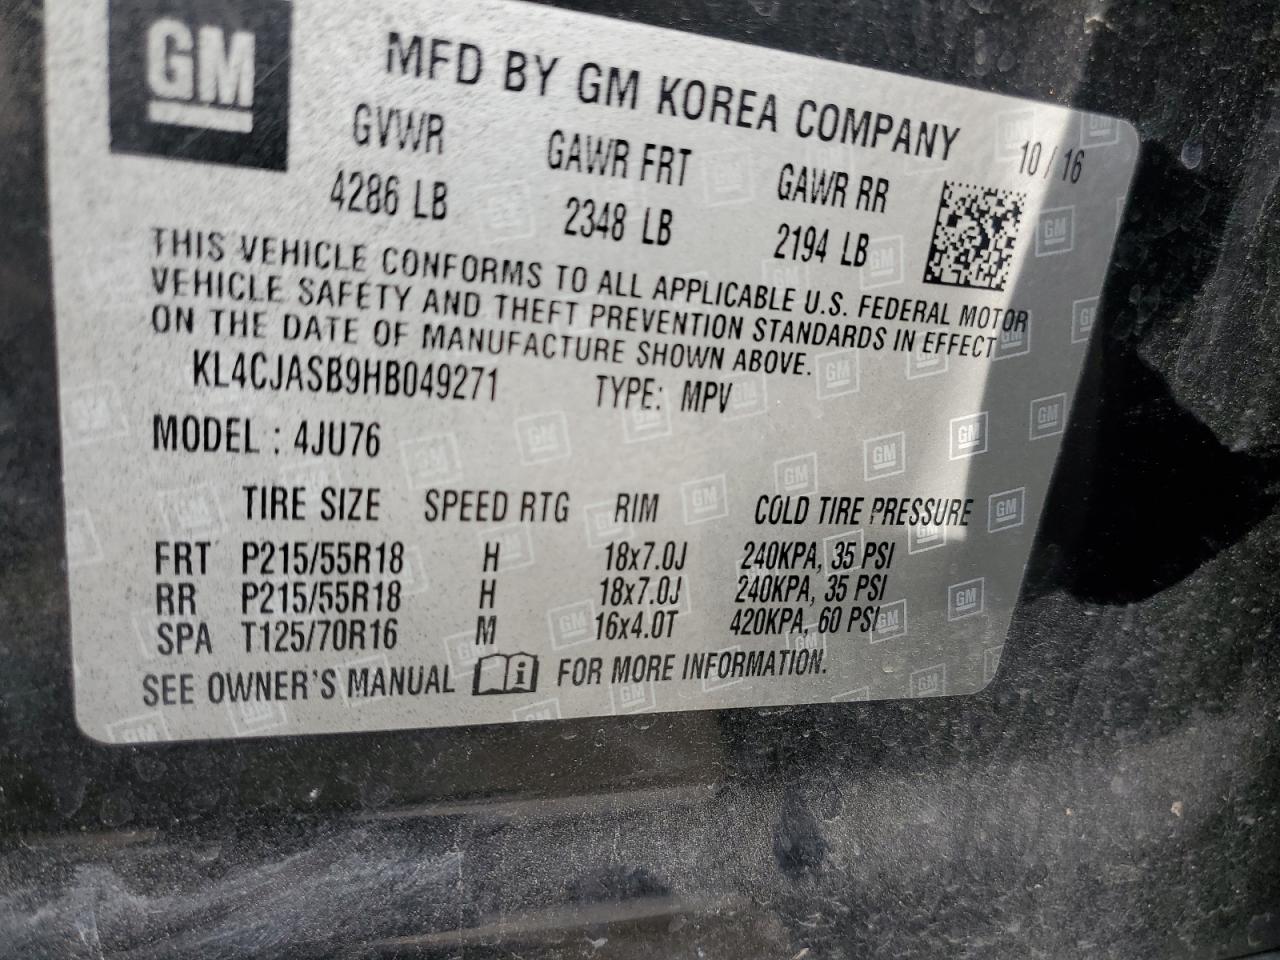 GM
MFD BY GM KOREA COMPANY
10 / 16
GVWR GAWR FRT GAWR RR
4286 LB 2348 LB 2194 LB
THIS VEHICLE CONFORMS TO ALL APPLICABLE U.S. FEDERAL MOTOR
VEHICLE SAFETY AND THEFT PREVENTION STANDARDS IN EFFECT
ON THE DATE OF MANUFACTURE SHOWN ABOVE.
KL4CJASB9HB049271 TYPE: MPV
MODEL : 4JU76
TIRE SIZE SPEED RTG RIM COLD TIRE PRESSURE
FRT P215/55R18 H 18x7.0J 240KPA, 35 PSI
RR P215/55R18 H 18x7.0J 240KPA, 35 PSI
SPA T125/70R16 M 16x4.0T 420KPA, 60 PSI
SEE OWNER'S MANUAL i FOR MORE INFORMATION.